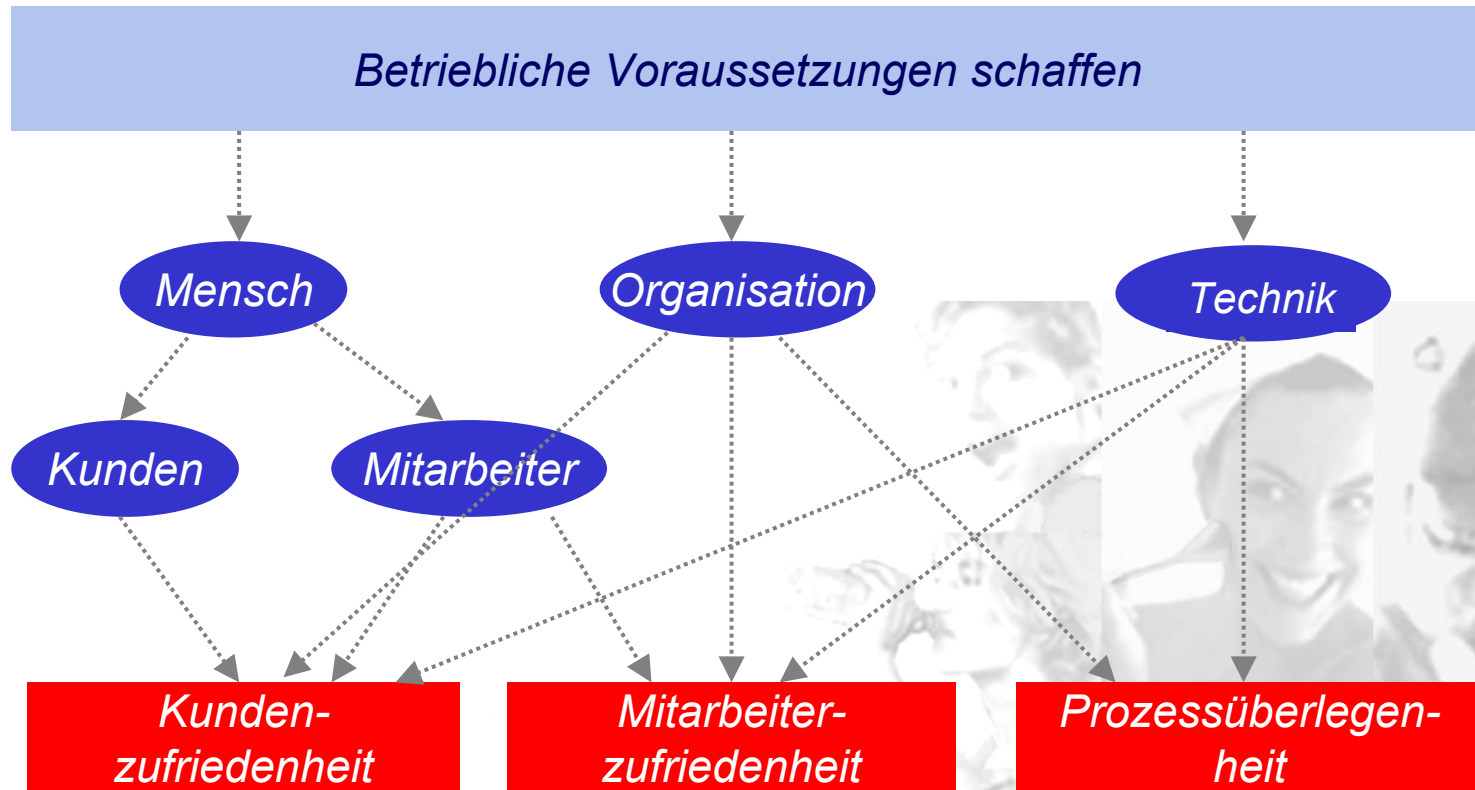 Betriebliche Voraussetzungen schaffen
Mensch
Organisation
Technik
Kunden
Mitarbeiter
Kunden-
zufriedenheit
Mitarbeiter-
zufriedenheit
Prozessüberlegen-
heit